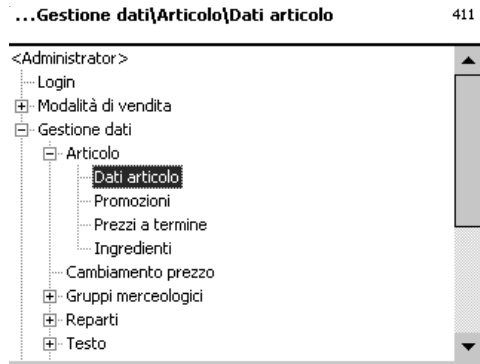 ...Gestione dati\Articolo\Dati articolo 411
<Administrator>
Login
Modalità di vendita
Gestione dati
Articolo
Dati articolo
Promozioni
Prezzi a termine
Ingredienti
Cambiamento prezzo
Gruppi merceologici
Reparti
Testo